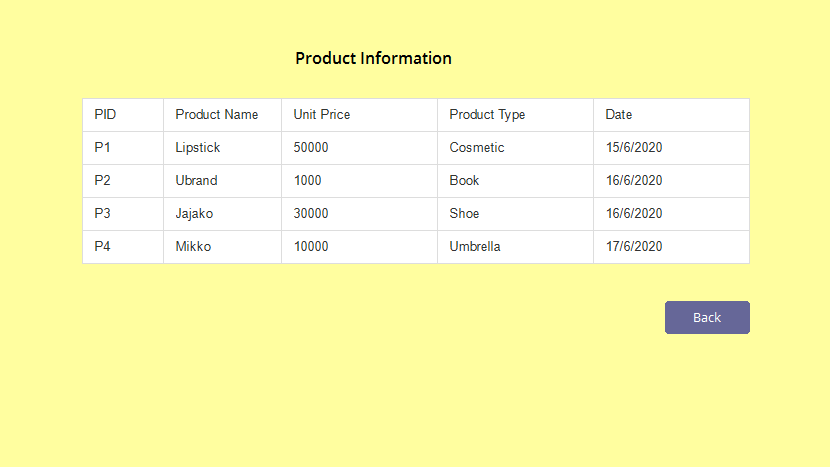 Product Information
PID Product Name Unit Price Product Type Date
P1 Lipstick 50000 Cosmetic 15/6/2020
P2 Ubrand 1000 Book 16/6/2020
P3 Jajako 30000 Shoe 16/6/2020
P4 Mikko 10000 Umbrella 17/6/2020
Back